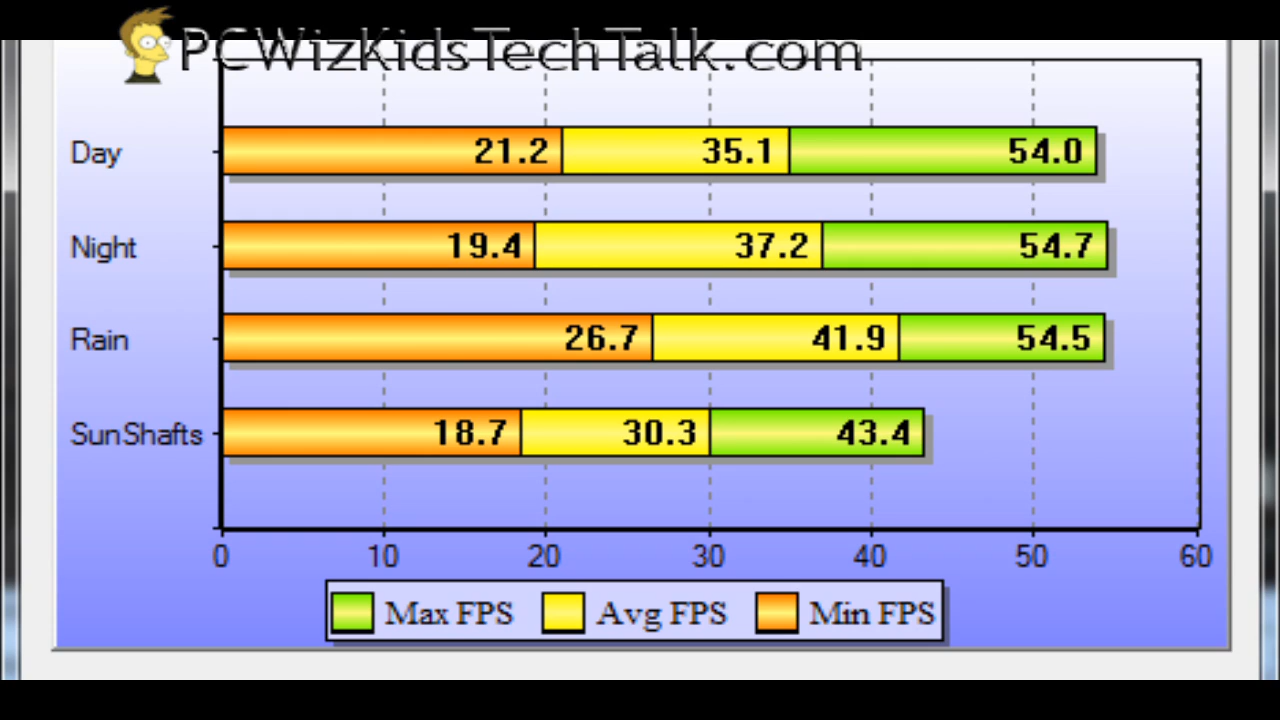 PCWizKidsTechTalk.com
Day 21.2 35.1 54.0
Night 19.4 37.2 54.7
Rain 26.7 41.9 54.5
SunShafts 18.7 30.3 43.4
0 10 20 30 40 50 60
Max FPS Avg FPS Min FPS